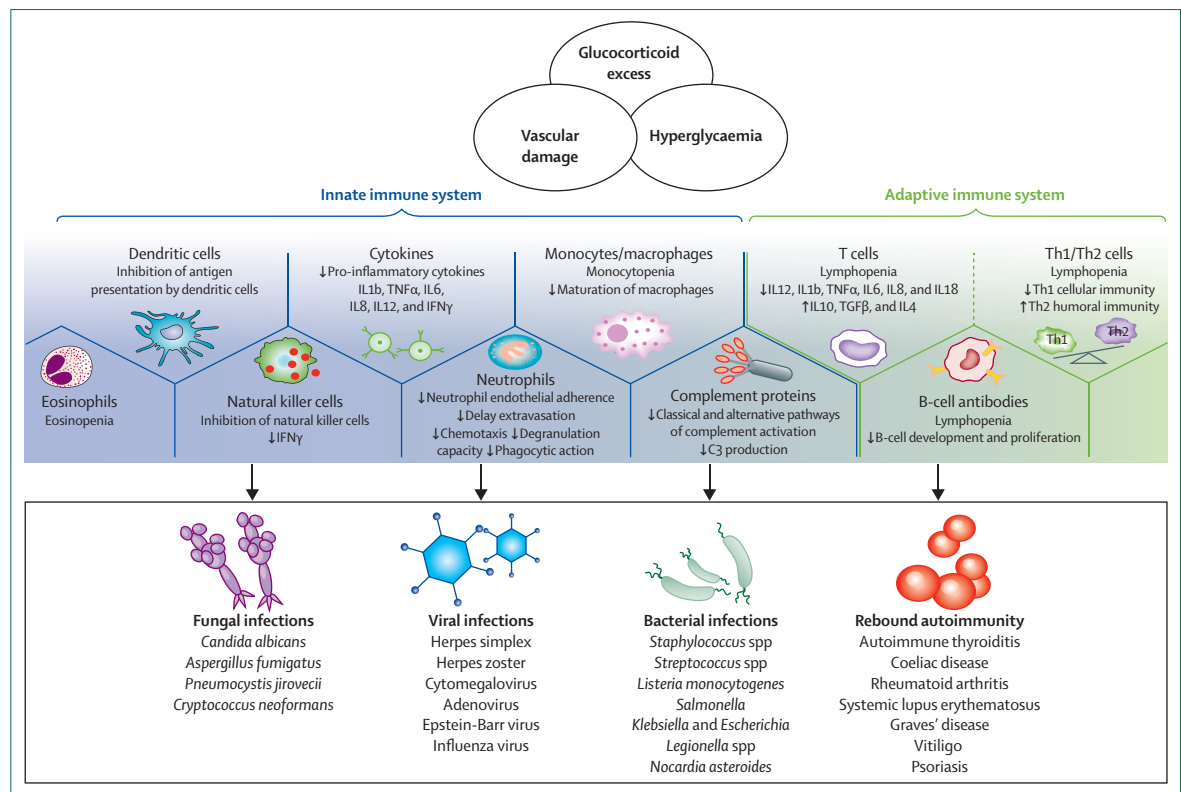 Glucocorticoid
excess
Vascular
damage
Hyperglycaemia
Innate immune system
Adaptive immune system
Dendritic cells
Inhibition of antigen
presentation by dendritic cells
Cytokines
↓Pro-inflammatory cytokines
IL1b, TNFα, IL6,
IL8, IL12, and IFNγ
Monocytes/macrophages
Monocytopenia
↓Maturation of macrophages
T cells
Lymphopenia
↓IL12, IL1b, TNFα, IL6, IL8, and IL18
↑IL10, TGFβ, and IL4
Th1/Th2 cells
Lymphopenia
↓Th1 cellular immunity
↑Th2 humoral immunity
Th1
Th2
Eosinophils
Eosinopenia
Natural killer cells
Inhibition of natural killer cells
↓IFNγ
Neutrophils
↓Neutrophil endothelial adherence
↓Delay extravasation
↓Chemotaxis ↓Degranulation
capacity ↓Phagocytic action
Complement proteins
↓Classical and alternative pathways
of complement activation
↓C3 production
B-cell antibodies
Lymphopenia
↓B-cell development and proliferation
Fungal infections
Candida albicans
Aspergillus fumigatus
Pneumocystis jirovecii
Cryptococcus neoformans
Viral infections
Herpes simplex
Herpes zoster
Cytomegalovirus
Adenovirus
Epstein-Barr virus
Influenza virus
Bacterial infections
Staphylococcus spp
Streptococcus spp
Listeria monocytogenes
Salmonella
Klebsiella and Escherichia
Legionella spp
Nocardia asteroides
Rebound autoimmunity
Autoimmune thyroiditis
Coeliac disease
Rheumatoid arthritis
Systemic lupus erythematosus
Graves' disease
Vitiligo
Psoriasis